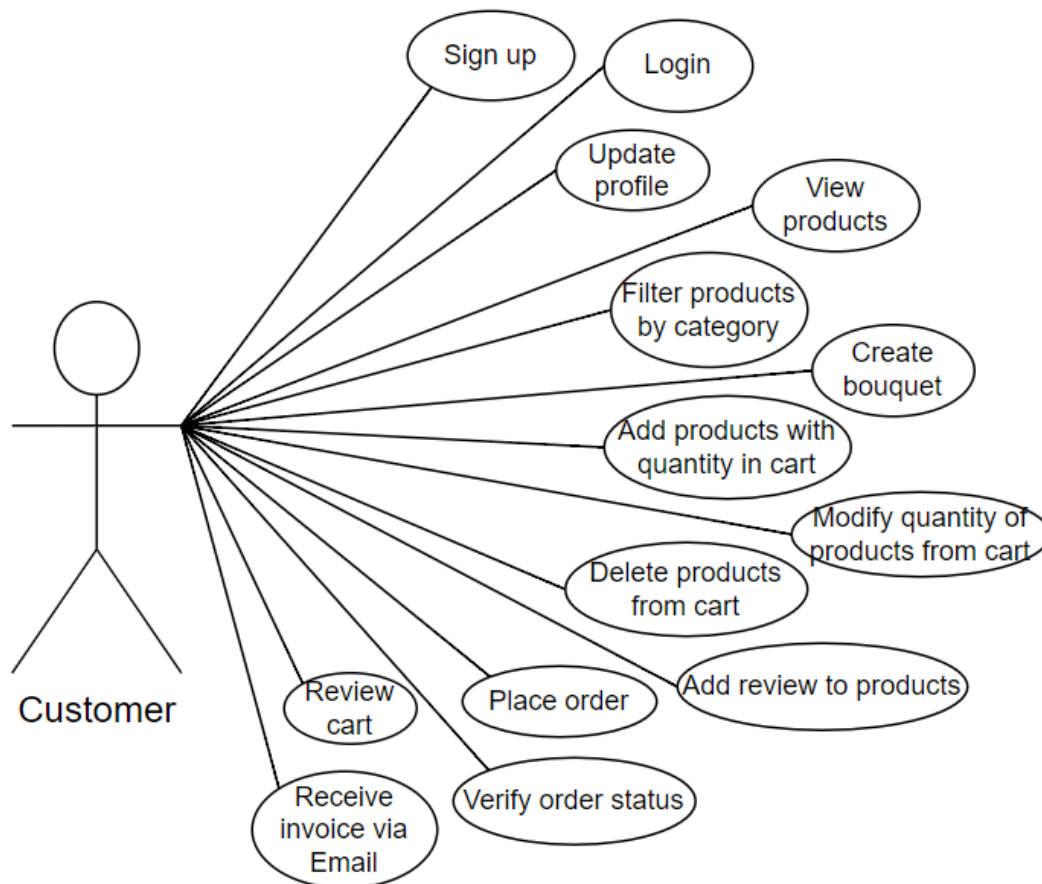 Sign up
Login
Update
profile
View
products
Filter products
by category
Create
bouquet
Add products with
quantity in cart
Modify quantity of
products from cart
Delete products
from cart
Add review to products
Customer
Review
cart
Place order
Receive
invoice via
Email
Verify order status